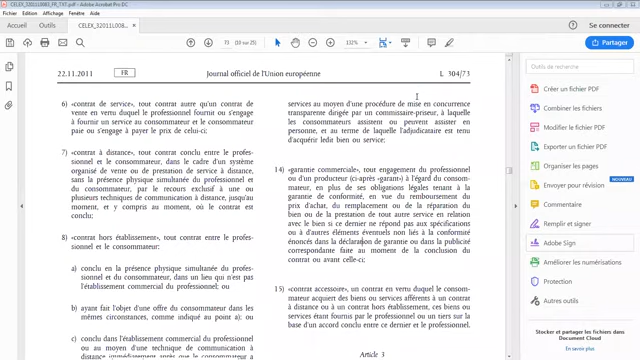 CELEX_32011L0083_FR_TXT.pdf - Adobe Acrobat Pro DC
Fichier Edition Affichage Fenêtre Aide
Accueil Outils CELEX_32011L008... × Se connecter
73 (10 sur 25) 132% Partager
22.11.2011 FR Journal officiel de l'Union européenne L 304/73
6) «contrat de service», tout contrat autre qu'un contrat de
vente en vertu duquel le professionnel fournit ou s'engage
à fournir un service au consommateur et le consommateur
paie ou s'engage à payer le prix de celui-ci;
7) «contrat à distance», tout contrat conclu entre le profes-
sionnel et le consommateur, dans le cadre d'un système
organisé de vente ou de prestation de service à distance,
sans la présence physique simultanée du professionnel et
du consommateur, par le recours exclusif à une ou
plusieurs techniques de communication à distance, jusqu'au
moment, et y compris au moment, où le contrat est
conclu;
8) «contrat hors établissement», tout contrat entre le profes-
sionnel et le consommateur:
a) conclu en la présence physique simultanée du profes-
sionnel et du consommateur, dans un lieu qui n'est pas
l'établissement commercial du professionnel; ou
b) ayant fait l'objet d'une offre du consommateur dans les
mêmes circonstances, comme indiqué au point a); ou
c) conclu dans l'établissement commercial du professionnel
ou au moyen d'une technique de communication à
distance immédiatement après que le consommateur a
services au moyen d'une procédure de mise en concurrence
transparente dirigée par un commissaire-priseur, à laquelle
les consommateurs assistent ou peuvent assister en
personne, et au terme de laquelle l'adjudicataire est tenu
d'acquérir ledit bien ou service;
14) «garantie commerciale», tout engagement du professionnel
ou d'un producteur (ci-après «garant») à l'égard du consom-
mateur, en plus de ses obligations légales tenant à la
garantie de conformité, en vue du remboursement du
prix d'achat, du remplacement ou de la réparation du
bien ou de la prestation de tout autre service en relation
avec le bien si ce dernier ne répond pas aux spécifications
ou à d'autres éléments éventuels non liés à la conformité
énoncés dans la déclaration de garantie ou dans la publicité
correspondante faite au moment de la conclusion du
contrat ou avant celle-ci;
15) «contrat accessoire», un contrat en vertu duquel le consom-
mateur acquiert des biens ou services afférents à un contrat
à distance ou à un contrat hors établissement, ces biens ou
services étant fournis par le professionnel ou un tiers sur la
base d'un accord conclu entre ce dernier et le professionnel.
Article 3
Outils de recherche
Créer un fichier PDF
Combiner les fichiers
Modifier le fichier PDF
Exporter un fichier PDF
Organiser les pages
Envoyer pour révision NOUVEAU
Commentaire
Remplir et signer
Adobe Sign
Améliorer les numérisations
Protection
Autres outils
Stocker et partager les fichiers dans
Document Cloud
En savoir plus